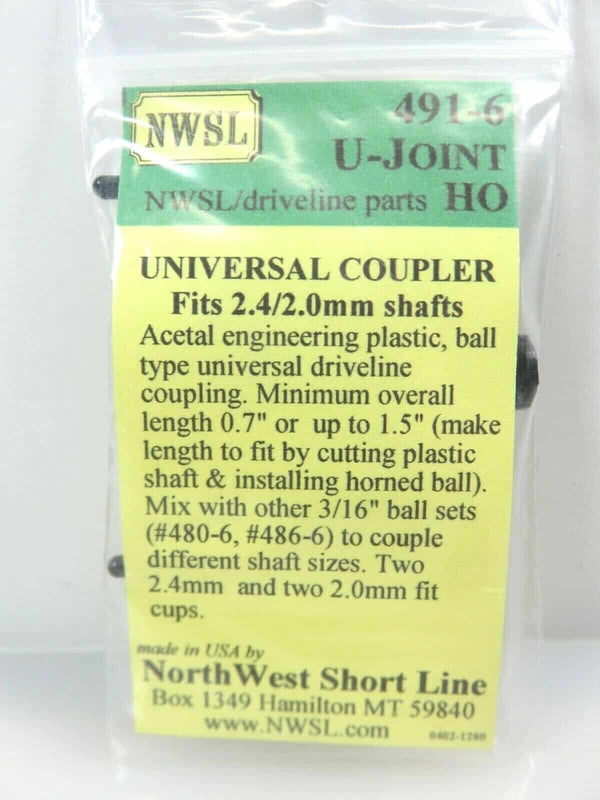 NWSL
491-6
U-JOINT
NWSL/driveline parts HO
UNIVERSAL COUPLER
Fits 2.4/2.0mm shafts
Acetal engineering plastic, ball
type universal driveline
coupling. Minimum overall
length 0.7" or up to 1.5" (make
length to fit by cutting plastic
shaft & installing horned ball).
Mix with other 3/16" ball sets
(#480-6, #486-6) to couple
different shaft sizes. Two
2.4mm and two 2.0mm fit
cups.
made in USA by
NorthWest Short Line
Box 1349 Hamilton MT 59840
www.NWSL.com
0402-1280